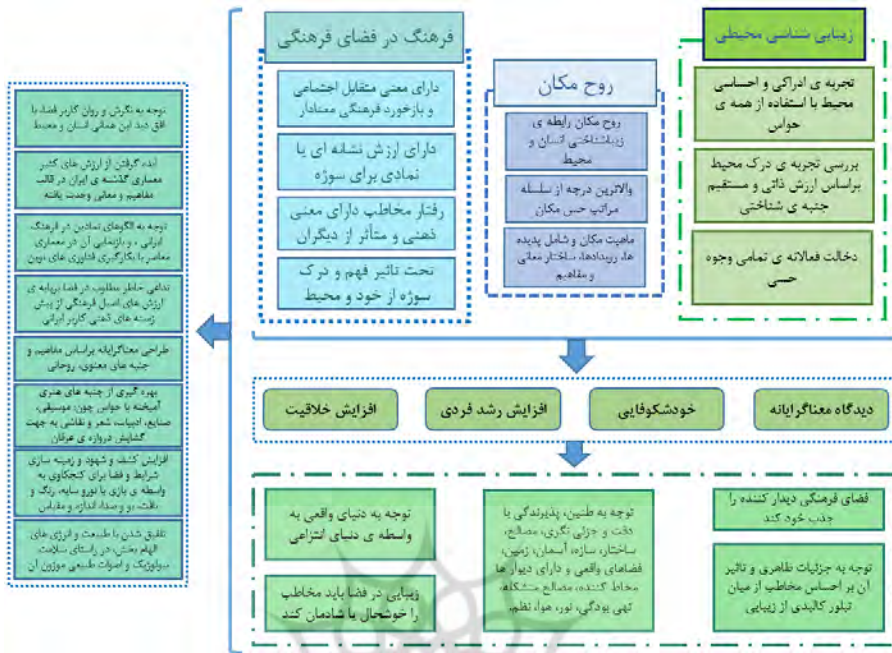 زیبایی شناسی محیطی
تجربه ی ادراکی و احساسی
محیط با استفاده از همه ی
حواس
بررسی تجربه ی درک محیط
براساس ارزش ذاتی و مستقیم
جنبه ی شناختی
دخالت فعالانه ی تمامی وجوه
حسی
روح مکان
روح مکان رابطه ی
زیباشناختی انسان و
محیط
والاترین درجه از سلسله
مراتب حس مکان
ماهیت مکان و شامل پدیده
ها، رویدادها، ساختار معانی
و مفاهیم
فرهنگ در فضای فرهنگی
دارای معنی متقابل اجتماعی
و بازخورد فرهنگی معنادار
دارای ارزش نشانه ای یا
نمادی برای سوژه
رفتار مخاطب دارای معنی
ذهنی و متأثر از دیگران
تحت تاثیر فهم و درک
سوژه از خود و محیط
دیدگاه معناگرایانه
خودشکوفایی
افزایش رشد فردی
افزایش خلاقیت
فضای فرهنگی دیدار کننده را
جذب خود کند
توجه به جزئیات ظاهری و تاثیر
آن بر احساس مخاطب از میان
تبلور کالبدی از زیبایی
توجه به طنین، پذیرندگی با
دقت و جزئی نگری، مصالح،
ساختار، سازه، آسمان، زمین،
فضاهای واقعی و دارای دیوار ها
محاط کننده، مصالح متشکله،
تهی بودگی، نور، هوا، نظم،
توجه به دنیای واقعی به
واسطه ی دنیای انتزاعی
زیبایی در فضا باید مخاطب
را خوشحال یا شادمان کند
توجه به نگرش و روان کاربر فضا، با
افق دید این همانی انسان و محیط
ایده گرفتن از ارزش های کثیر
معماری گذشته ی ایران در قالب
مفاهیم و معانی وحدت یافته
توجه به الگوهای نمادین در فرهنگ
ایرانی ، و بازنمایی آن در معماری
معاصر با بکارگیری فناوری های نوین
تداعی خاطر مطلوب در فضا برپایه ی
ارزش های اصیل فرهنگی از پیش
زمینه های ذهنی کاربر ایرانی
طراحی معناگرایانه براساس مفاهیم و
جنبه های معنوی، روحانی
بهره گیری از جنبه های هنری
آمیخته با حواس چون: موسیقی،
صنایع، ادبیات، شعر و نقاشی به جهت
گشایش دروازه ی عرفان
افزایش کشف و شهود و زمینه سازی
شرایط و فضا برای کنجکاوی به
واسطه ی بازی با نورو سایه، رنگ و
بافت، بو و صدا، اندازه و مقیاس
تلفیق شدن با طبیعت و انرژی های
الهام بخش، در راستای سلامت
بیولوژیک و اصوات طبیعی موزون آن